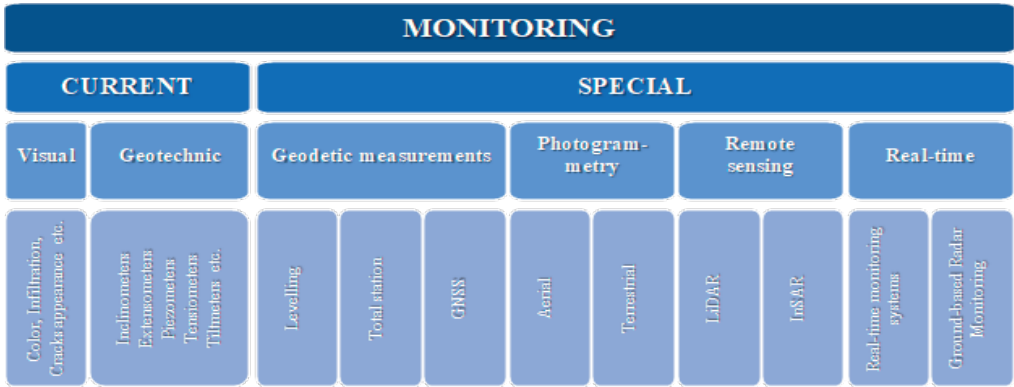 MONITORING
CURRENT
SPECIAL
Visual
Geotechnic
Geodetic measurements
Photogram-
metry
Remote
sensing
Real-time
Color, Infiltration,
Cracks appearance etc.
Inclinometers
Extensometers
Piezometers
Tensiometers
Tiltmeters etc.
Levelling
Total station
GNSS
Aerial
Terrestrial
LiDAR
InSAR
Real-time monitoring
systems
Ground-based Radar
Monitoring